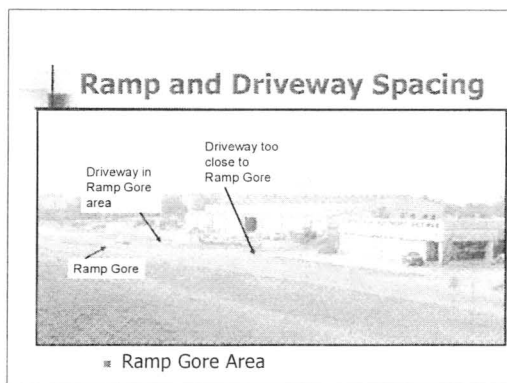 Ramp and Driveway Spacing
Driveway too
close to
Ramp Gore
Driveway in
Ramp Gore
area
Ramp Gore
Ramp Gore Area